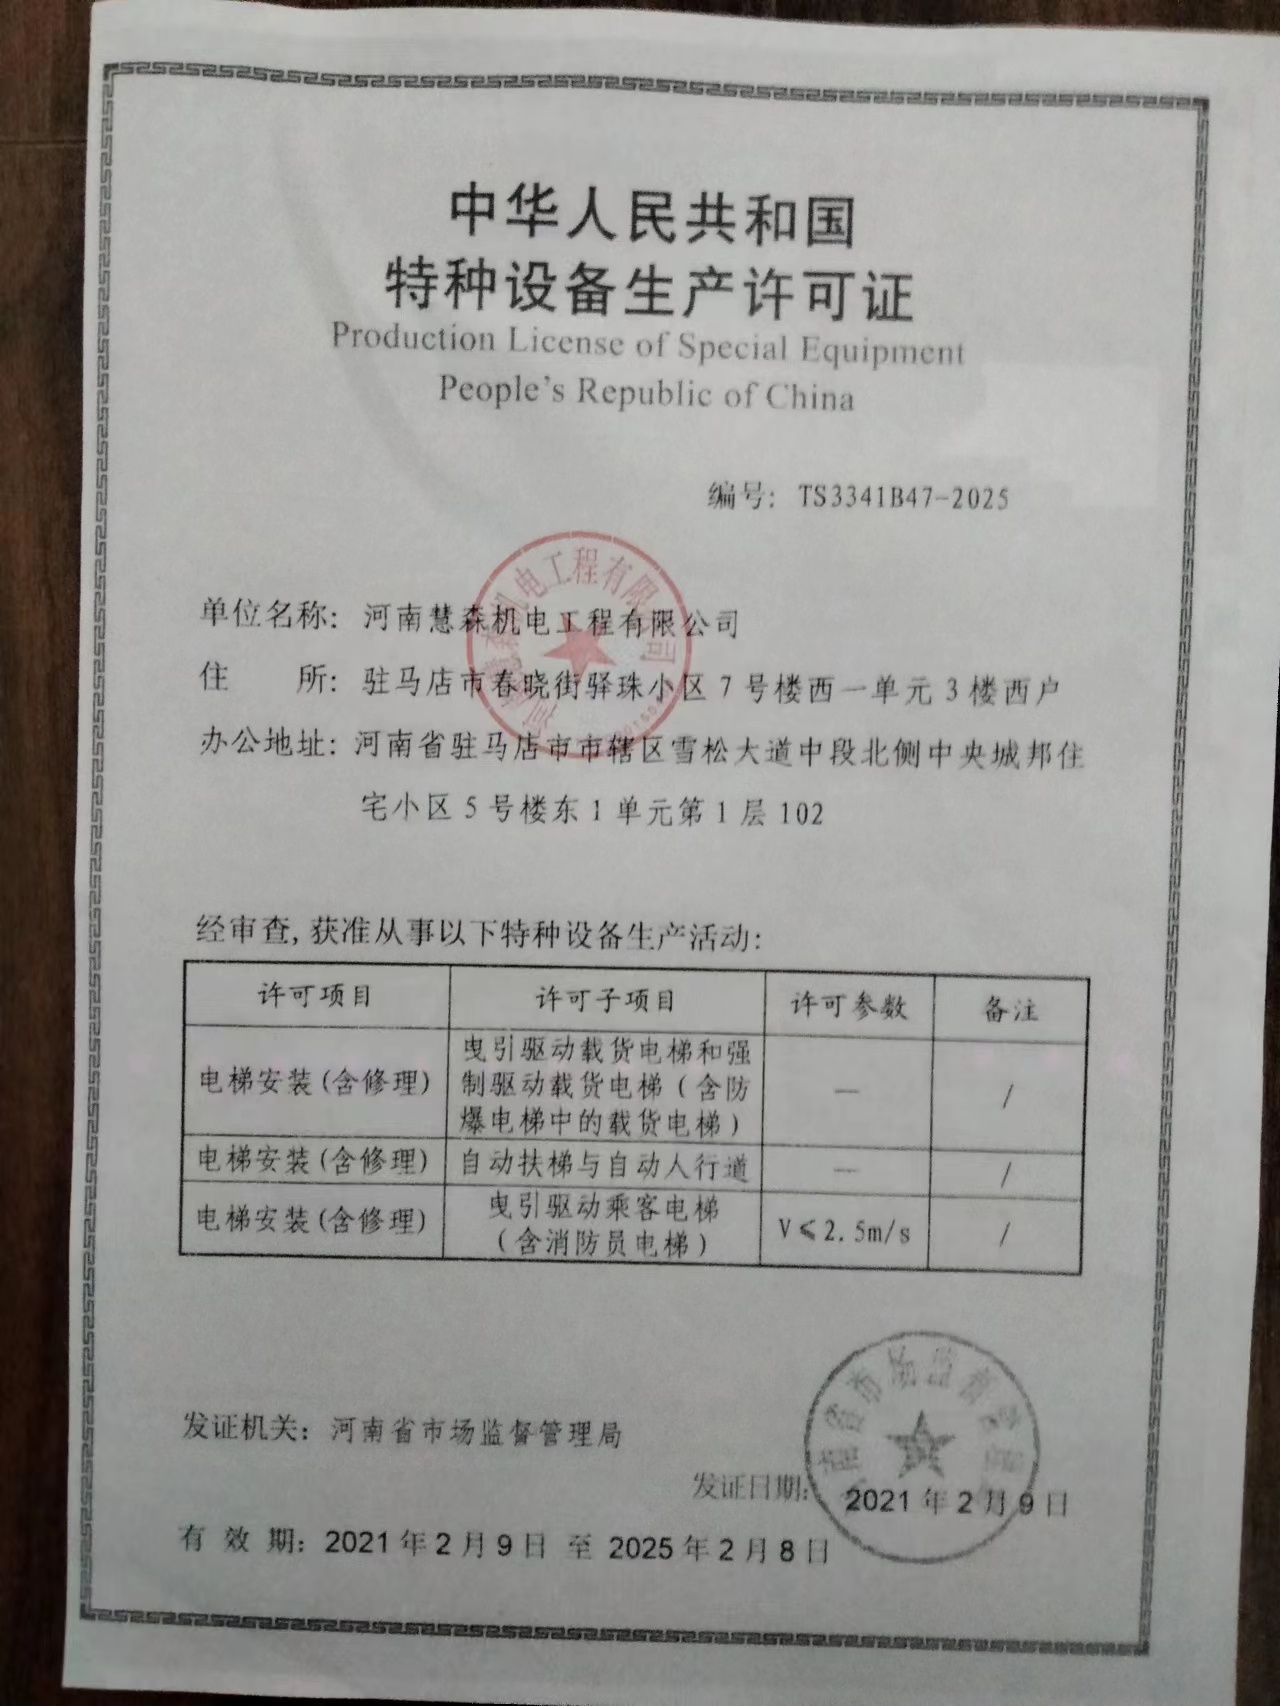 中华人民共和国
特种设备生产许可证
Production License of Special Equipment
People's Republic of China
编号: TS3341B47-2025
单位名称: 河南慧森机电工程有限公司
住 所: 驻马店市春晓街驿珠小区7号楼西一单元3楼西户
办公地址: 河南省驻马店市市辖区雪松大道中段北侧中央城邦住
宅小区5号楼东1单元第1层102
经审查,获准从事以下特种设备生产活动:
许可项目 许可子项目 许可参数 备注
电梯安装(含修理) 曳引驱动载货电梯和强
制驱动载货电梯(含防
爆电梯中的载货电梯) — /
电梯安装(含修理) 自动扶梯与自动人行道 — /
电梯安装(含修理) 曳引驱动乘客电梯
(含消防员电梯) V≤2.5m/s /
发证机关: 河南省市场监督管理局
发证日期: 2021年2月9日
有 效 期: 2021年2月9日 至 2025年2月8日